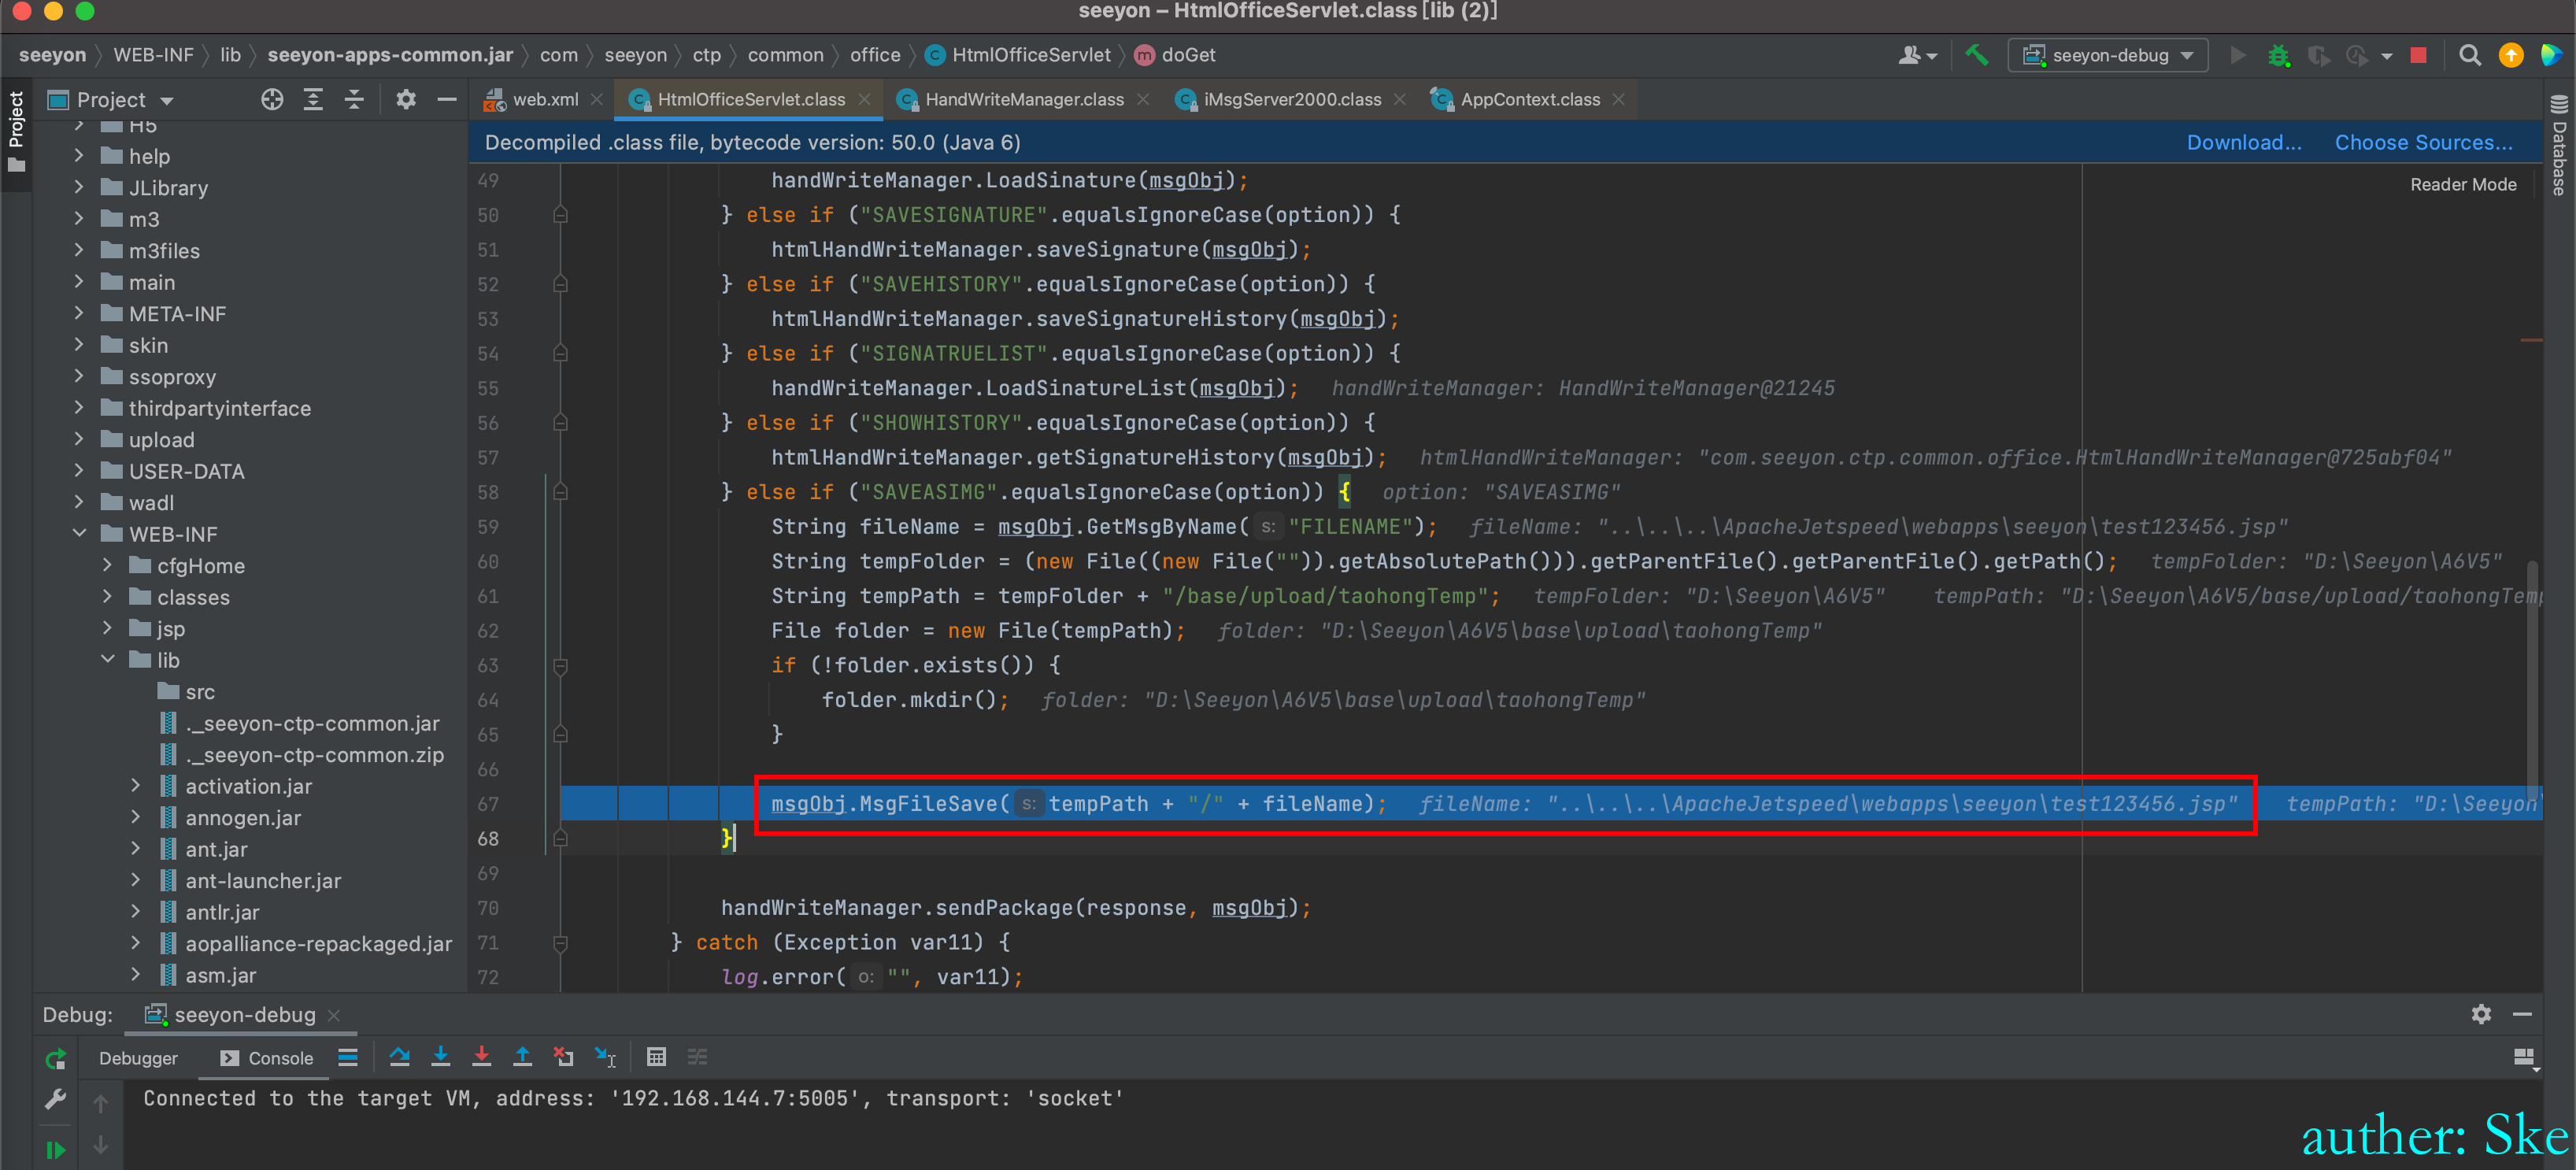 seeyon – HtmlOfficeServlet.class [lib (2)]
seeyon WEB-INF lib seeyon-apps-common.jar com seeyon ctp common office HtmlOfficeServlet m doGet
seeyon-debug
Project
Project
web.xml HtmlOfficeServlet.class HandWriteManager.class iMsgServer2000.class AppContext.class
Database
Decompiled .class file, bytecode version: 50.0 (Java 6) Download... Choose Sources...
Reader Mode
H5
help
JLibrary
m3
m3files
main
META-INF
skin
ssoproxy
thirdpartyinterface
upload
USER-DATA
wadl
WEB-INF
cfgHome
classes
jsp
lib
src
._seeyon-ctp-common.jar
._seeyon-ctp-common.zip
activation.jar
annogen.jar
ant.jar
ant-launcher.jar
antlr.jar
aopalliance-repackaged.jar
asm.jar
49 handWriteManager.LoadSinature(msgObj);
50 } else if ("SAVESIGNATURE".equalsIgnoreCase(option)) {
51 htmlHandWriteManager.saveSignature(msgObj);
52 } else if ("SAVEHISTORY".equalsIgnoreCase(option)) {
53 htmlHandWriteManager.saveSignatureHistory(msgObj);
54 } else if ("SIGNATRUELIST".equalsIgnoreCase(option)) {
55 handWriteManager.LoadSinatureList(msgObj); handWriteManager: HandWriteManager@21245
56 } else if ("SHOWHISTORY".equalsIgnoreCase(option)) {
57 htmlHandWriteManager.getSignatureHistory(msgObj); htmlHandWriteManager: "com.seeyon.ctp.common.office.HtmlHandWriteManager@725abf04"
58 } else if ("SAVEASIMG".equalsIgnoreCase(option)) { option: "SAVEASIMG"
59 String fileName = msgObj.GetMsgByName( s: "FILENAME"); fileName: "..\..\..\ApacheJetspeed\webapps\seeyon\test123456.jsp"
60 String tempFolder = (new File((new File("")).getAbsolutePath())).getParentFile().getParentFile().getPath(); tempFolder: "D:\Seeyon\A6V5"
61 String tempPath = tempFolder + "/base/upload/taohongTemp"; tempFolder: "D:\Seeyon\A6V5" tempPath: "D:\Seeyon\A6V5/base/upload/taohongTemp
62 File folder = new File(tempPath); folder: "D:\Seeyon\A6V5\base\upload\taohongTemp"
63 if (!folder.exists()) {
64 folder.mkdir(); folder: "D:\Seeyon\A6V5\base\upload\taohongTemp"
65 }
66
67 msgObj.MsgFileSave( s: tempPath + "/" + fileName); fileName: "..\..\..\ApacheJetspeed\webapps\seeyon\test123456.jsp" tempPath: "D:\Seeyon\
68 }
69
70 handWriteManager.sendPackage(response, msgObj);
71 } catch (Exception var11) {
72 log.error( o: "", var11);
Debug: seeyon-debug
Debugger Console
Connected to the target VM, address: '192.168.144.7:5005', transport: 'socket'
auther: Ske